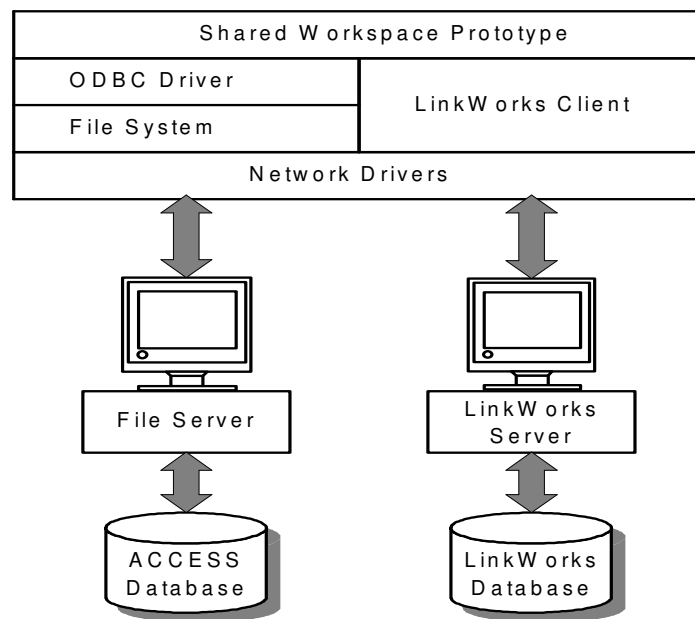 Shared Workspace Prototype
ODBC Driver
LinkWorks Client
File System
Network Drivers
File Server
LinkWorks
Server
ACCESS
Database
LinkWorks
Database